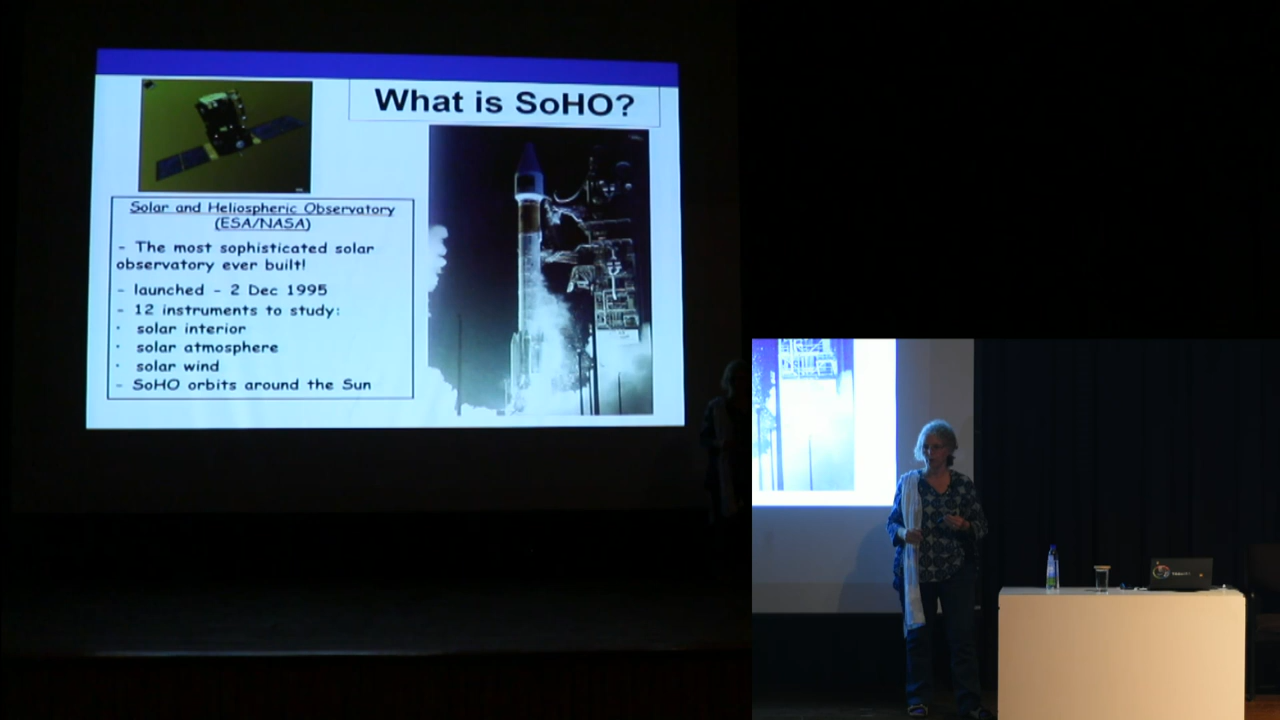 What is SoHO?
Solar and Heliospheric Observatory
(ESA/NASA)
- The most sophisticated solar
observatory ever built!
- launched - 2 Dec 1995
- 12 instruments to study:
· solar interior
· solar atmosphere
· solar wind
- SoHO orbits around the Sun